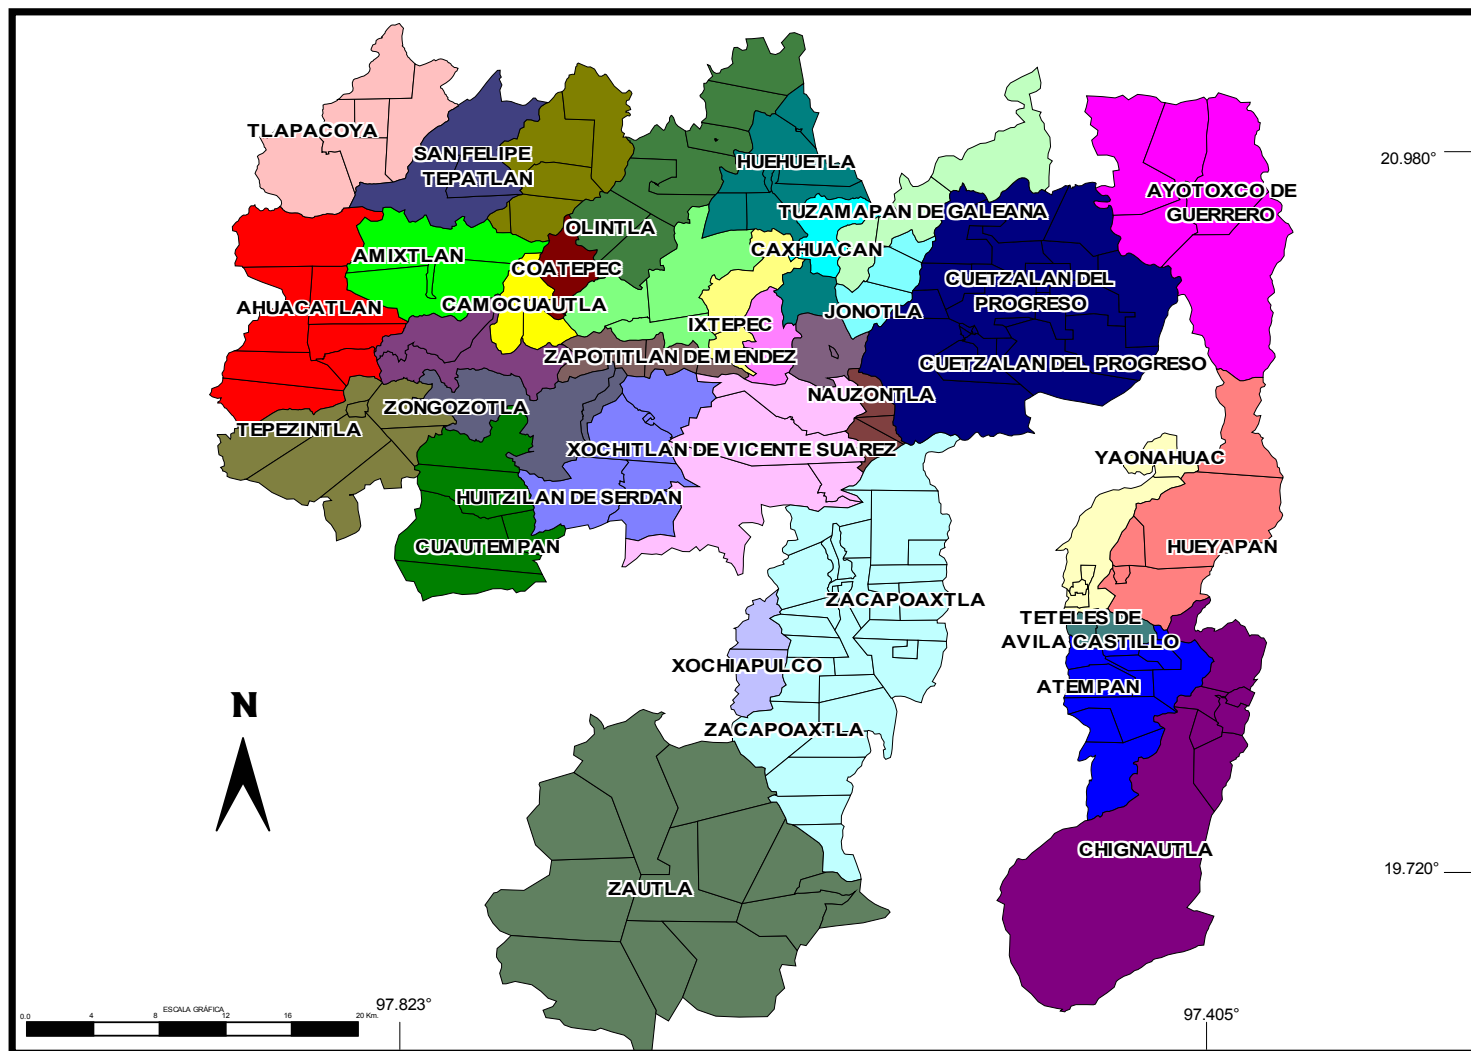 TLAPACOYA
SAN FELIPE
TEPATLAN
HUEHUETLA
20.980°
AYOTOXCO DE
GUERRERO
TUZAMAPAN DE GALEANA
OLINTLA
AMIXTLAN
CAXHUACAN
COATEPEC
CUETZALAN DEL
PROGRESO
AHUACATLAN
CAMOCUAUTLA
JONOTLA
IXTEPEC
ZAPOTITLAN DE MENDEZ
CUETZALAN DEL PROGRESO
NAUZONTLA
ZONGOZOTLA
TEPEZINTLA
XOCHITLAN DE VICENTE SUAREZ
YAONAHUAC
HUITZILAN DE SERDAN
CUAUTEMPAN
HUEYAPAN
ZACAPOAXTLA
TETELES DE
AVILA CASTILLO
XOCHIAPULCO
ATEMPAN
N
ZACAPOAXTLA
CHIGNAUTLA
19.720°
ZAUTLA
97.823°
97.405°
ESCALA GRÁFICA
0.0 4 8 12 16 20 Km.